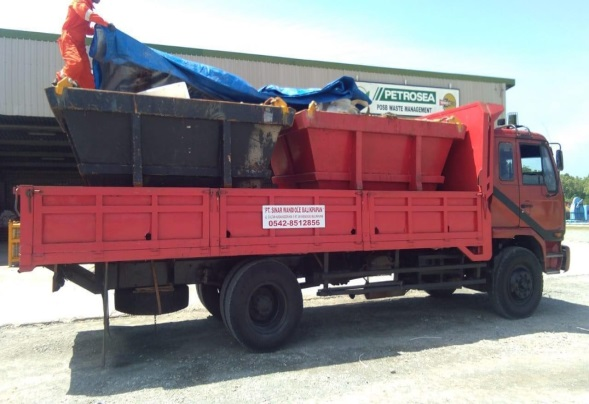 PETROSEA
POSB WASTE MANAGEMENT
PT. SINAR MANDOLE BALIKPAPAN
0542-8512856